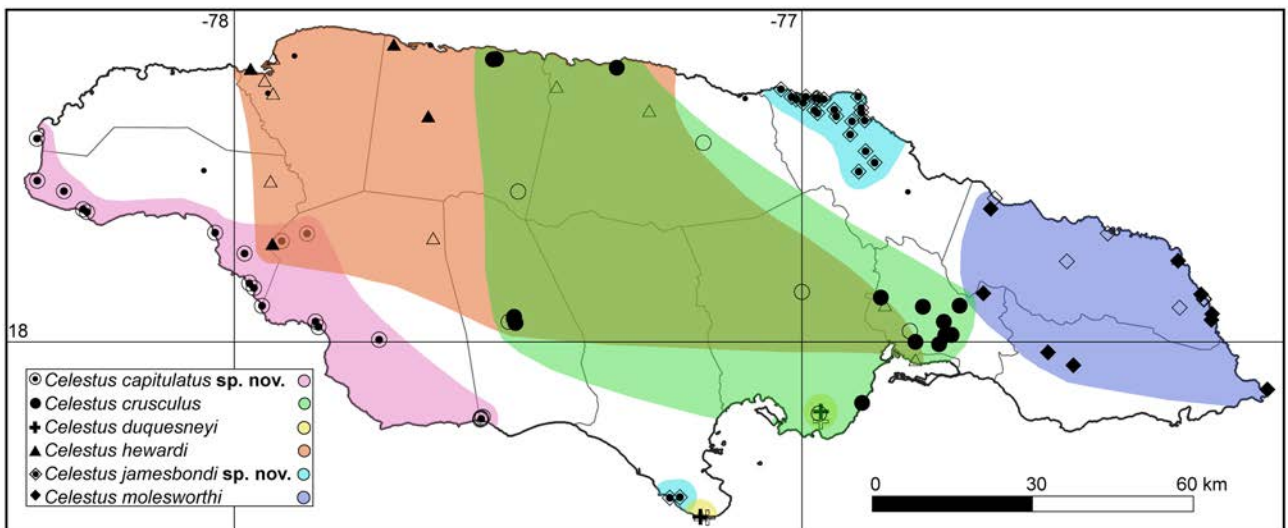 -78
-77
18
Celestus capitulatus sp. nov.
Celestus crusculus
Celestus duquesneyi
Celestus hewardi
Celestus jamesbondi sp. nov.
Celestus molesworthi
0 30 60 km